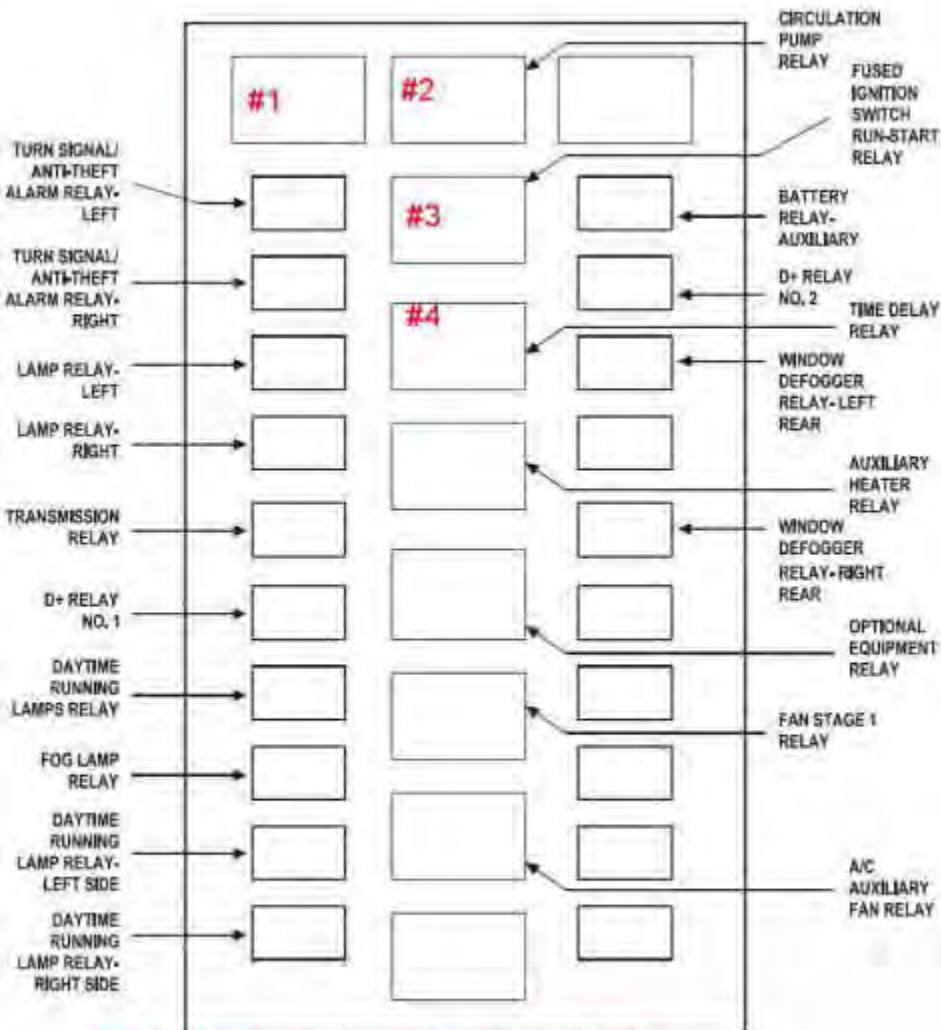 CIRCULATION
PUMP
RELAY
FUSED
IGNITION
SWITCH
RUN-START
RELAY
#1
#2
TURN SIGNAL/
ANTI-THEFT
ALARM RELAY-
LEFT
#3
BATTERY
RELAY-
AUXILIARY
TURN SIGNAL/
ANTI-THEFT
ALARM RELAY-
RIGHT
D+ RELAY
NO. 2
#4
TIME DELAY
RELAY
LAMP RELAY-
LEFT
WINDOW
DEFOGGER
RELAY-LEFT
REAR
LAMP RELAY-
RIGHT
AUXILIARY
HEATER
RELAY
TRANSMISSION
RELAY
WINDOW
DEFOGGER
RELAY-RIGHT
REAR
D+ RELAY
NO. 1
OPTIONAL
EQUIPMENT
RELAY
DAYTIME
RUNNING
LAMPS RELAY
FAN STAGE 1
RELAY
FOG LAMP
RELAY
DAYTIME
RUNNING
LAMP RELAY-
LEFT SIDE
A/C
AUXILIARY
FAN RELAY
DAYTIME
RUNNING
LAMP RELAY-
RIGHT SIDE